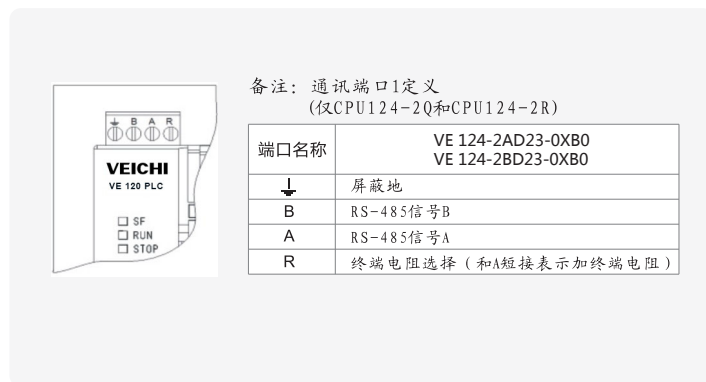 备注：通讯端口1定义
(仅CPU124-2Q和CPU124-2R)
B A R
VEICHI
VE 120 PLC
SF
RUN
STOP
端口名称
VE 124-2AD23-0XB0
VE 124-2BD23-0XB0
屏蔽地
B RS-485信号B
A RS-485信号A
R 终端电阻选择（和A短接表示加终端电阻）